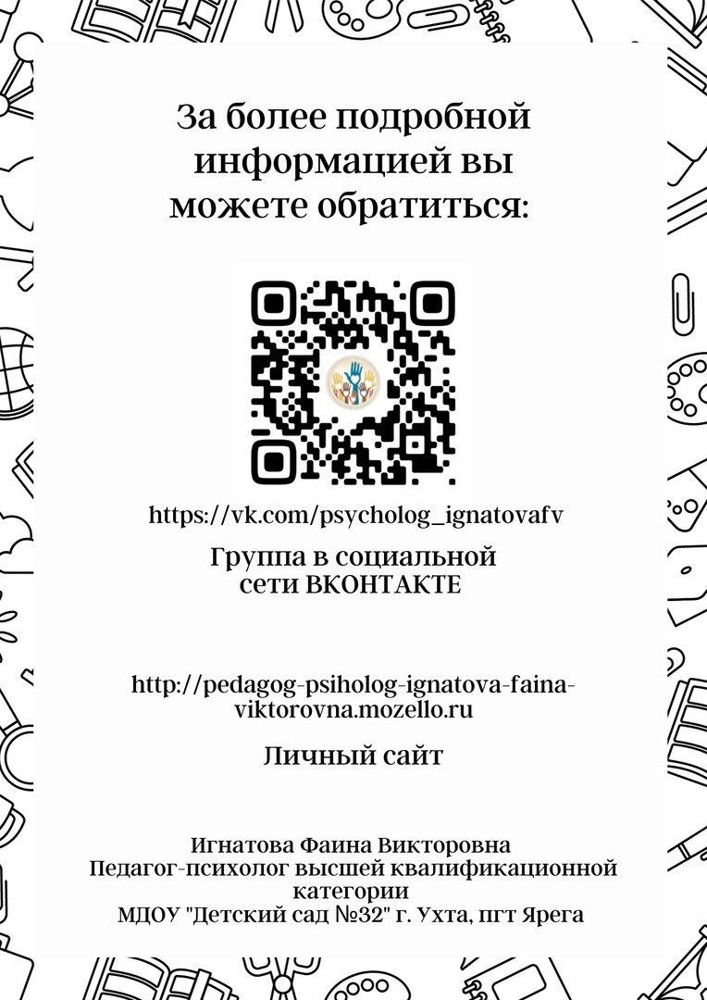 За более подробной
информацией вы
можете обратиться:
https://vk.com/psycholog_ignatovafv
Группа в социальной
сети ВКОНТАКТЕ
http://pedagog-psiholog-ignatova-faina-
viktorovna.mozello.ru
Личный сайт
Игнатова Фаина Викторовна
Педагог-психолог высшей квалификационной
категории
МДОУ "Детский сад №32" г. Ухта, пгт Ярега